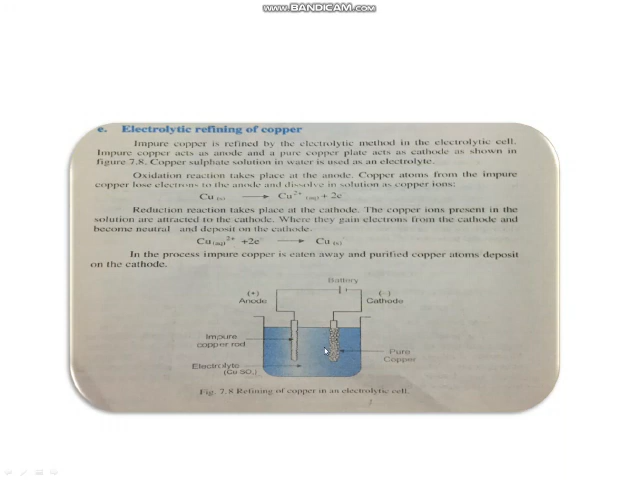 www.BANDICAM.com
e. Electrolytic refining of copper
Impure copper is refined by the electrolytic method in the electrolytic cell.
Impure copper acts as anode and a pure copper plate acts as cathode as shown in
figure 7.8. Copper sulphate solution in water is used as an electrolyte.
Oxidation reaction takes place at the anode. Copper atoms from the impure
copper lose electrons to the anode and dissolve in solution as copper ions:
Cu (s) ⟶ Cu²⁺ (aq) + 2e
Reduction reaction takes place at the cathode. The copper ions present in the
solution are attracted to the cathode. Where they gain electrons from the cathode and
become neutral and deposit on the cathode.
Cu (aq) ²⁺ +2e⁻ ⟶ Cu (s)
In the process impure copper is eaten away and purified copper atoms deposit
on the cathode.
Battery
(+)
Anode
(–)
Cathode
+
Impure
copper rod
Pure
Copper
Electrolyte
(Cu SO₄)
Fig. 7.8 Refining of copper in an electrolytic cell.